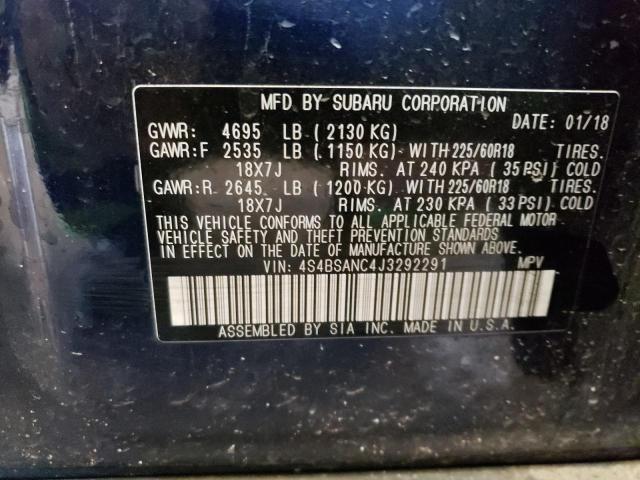 MFD BY SUBARU CORPORATION
DATE: 01/18
GVWR: 4695 LB ( 2130 KG)
GAWR:F 2535 LB ( 1150 KG) WITH 225/60R18 TIRES.
18X7J RIMS. AT 240 KPA ( 35 PSI) COLD
GAWR:R 2645 LB ( 1200 KG) WITH 225/60R18 TIRES.
18X7J RIMS. AT 230 KPA ( 33 PSI) COLD
THIS VEHICLE CONFORMS TO ALL APPLICABLE FEDERAL MOTOR
VEHICLE SAFETY AND THEFT PREVENTION STANDARDS
IN EFFECT ON THE DATE OF MANUFACTURE SHOWN ABOVE.
VIN: 4S4BSANC4J3292291 MPV
ASSEMBLED BY SIA INC. MADE IN U.S.A.